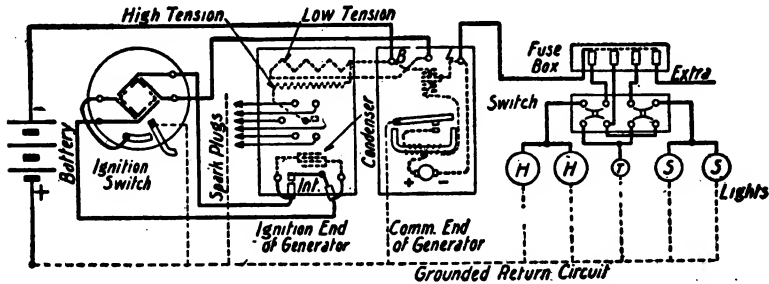 High Tension
Low Tension
B
L
Fuse
Box
Extra
Switch
-
+
Battery
Ignition
Switch
Spark Plugs
Condenser
Int.
+ -
H
H
T
S
S
Lights
Ignition End
of Generator
Comm. End
of Generator
Grounded Return Circuit